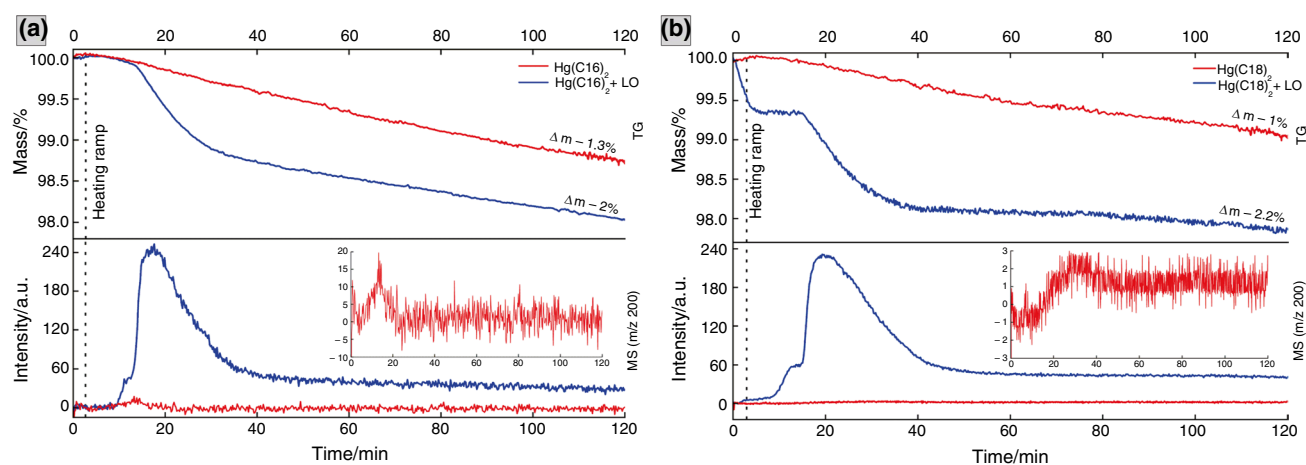 (a)
0 20 40 60 80 100 120
100.0
99.5
99.0
98.5
98.0
Mass/%
Heating ramp
Hg(C16)2
Hg(C16)2+ LO
Δ m – 1.3%
Δ m – 2%
TG
240
180
120
60
0
Intensity/a.u.
20
15
10
5
0
– 5
– 10
0 20 40 60 80 100 120
MS (m/z 200)
0 20 40 60 80 100 120
Time/min
(b)
0 20 40 60 80 100 120
100.0
99.5
99.0
98.5
98.0
Mass/%
Heating ramp
Hg(C18)2
Hg(C18)2+ LO
Δ m – 1%
Δ m – 2.2%
TG
240
180
120
60
0
Intensity/a.u.
3
2
1
0
– 1
– 2
– 3
0 20 40 60 80 100 120
MS (m/z 200)
0 20 40 60 80 100 120
Time/min